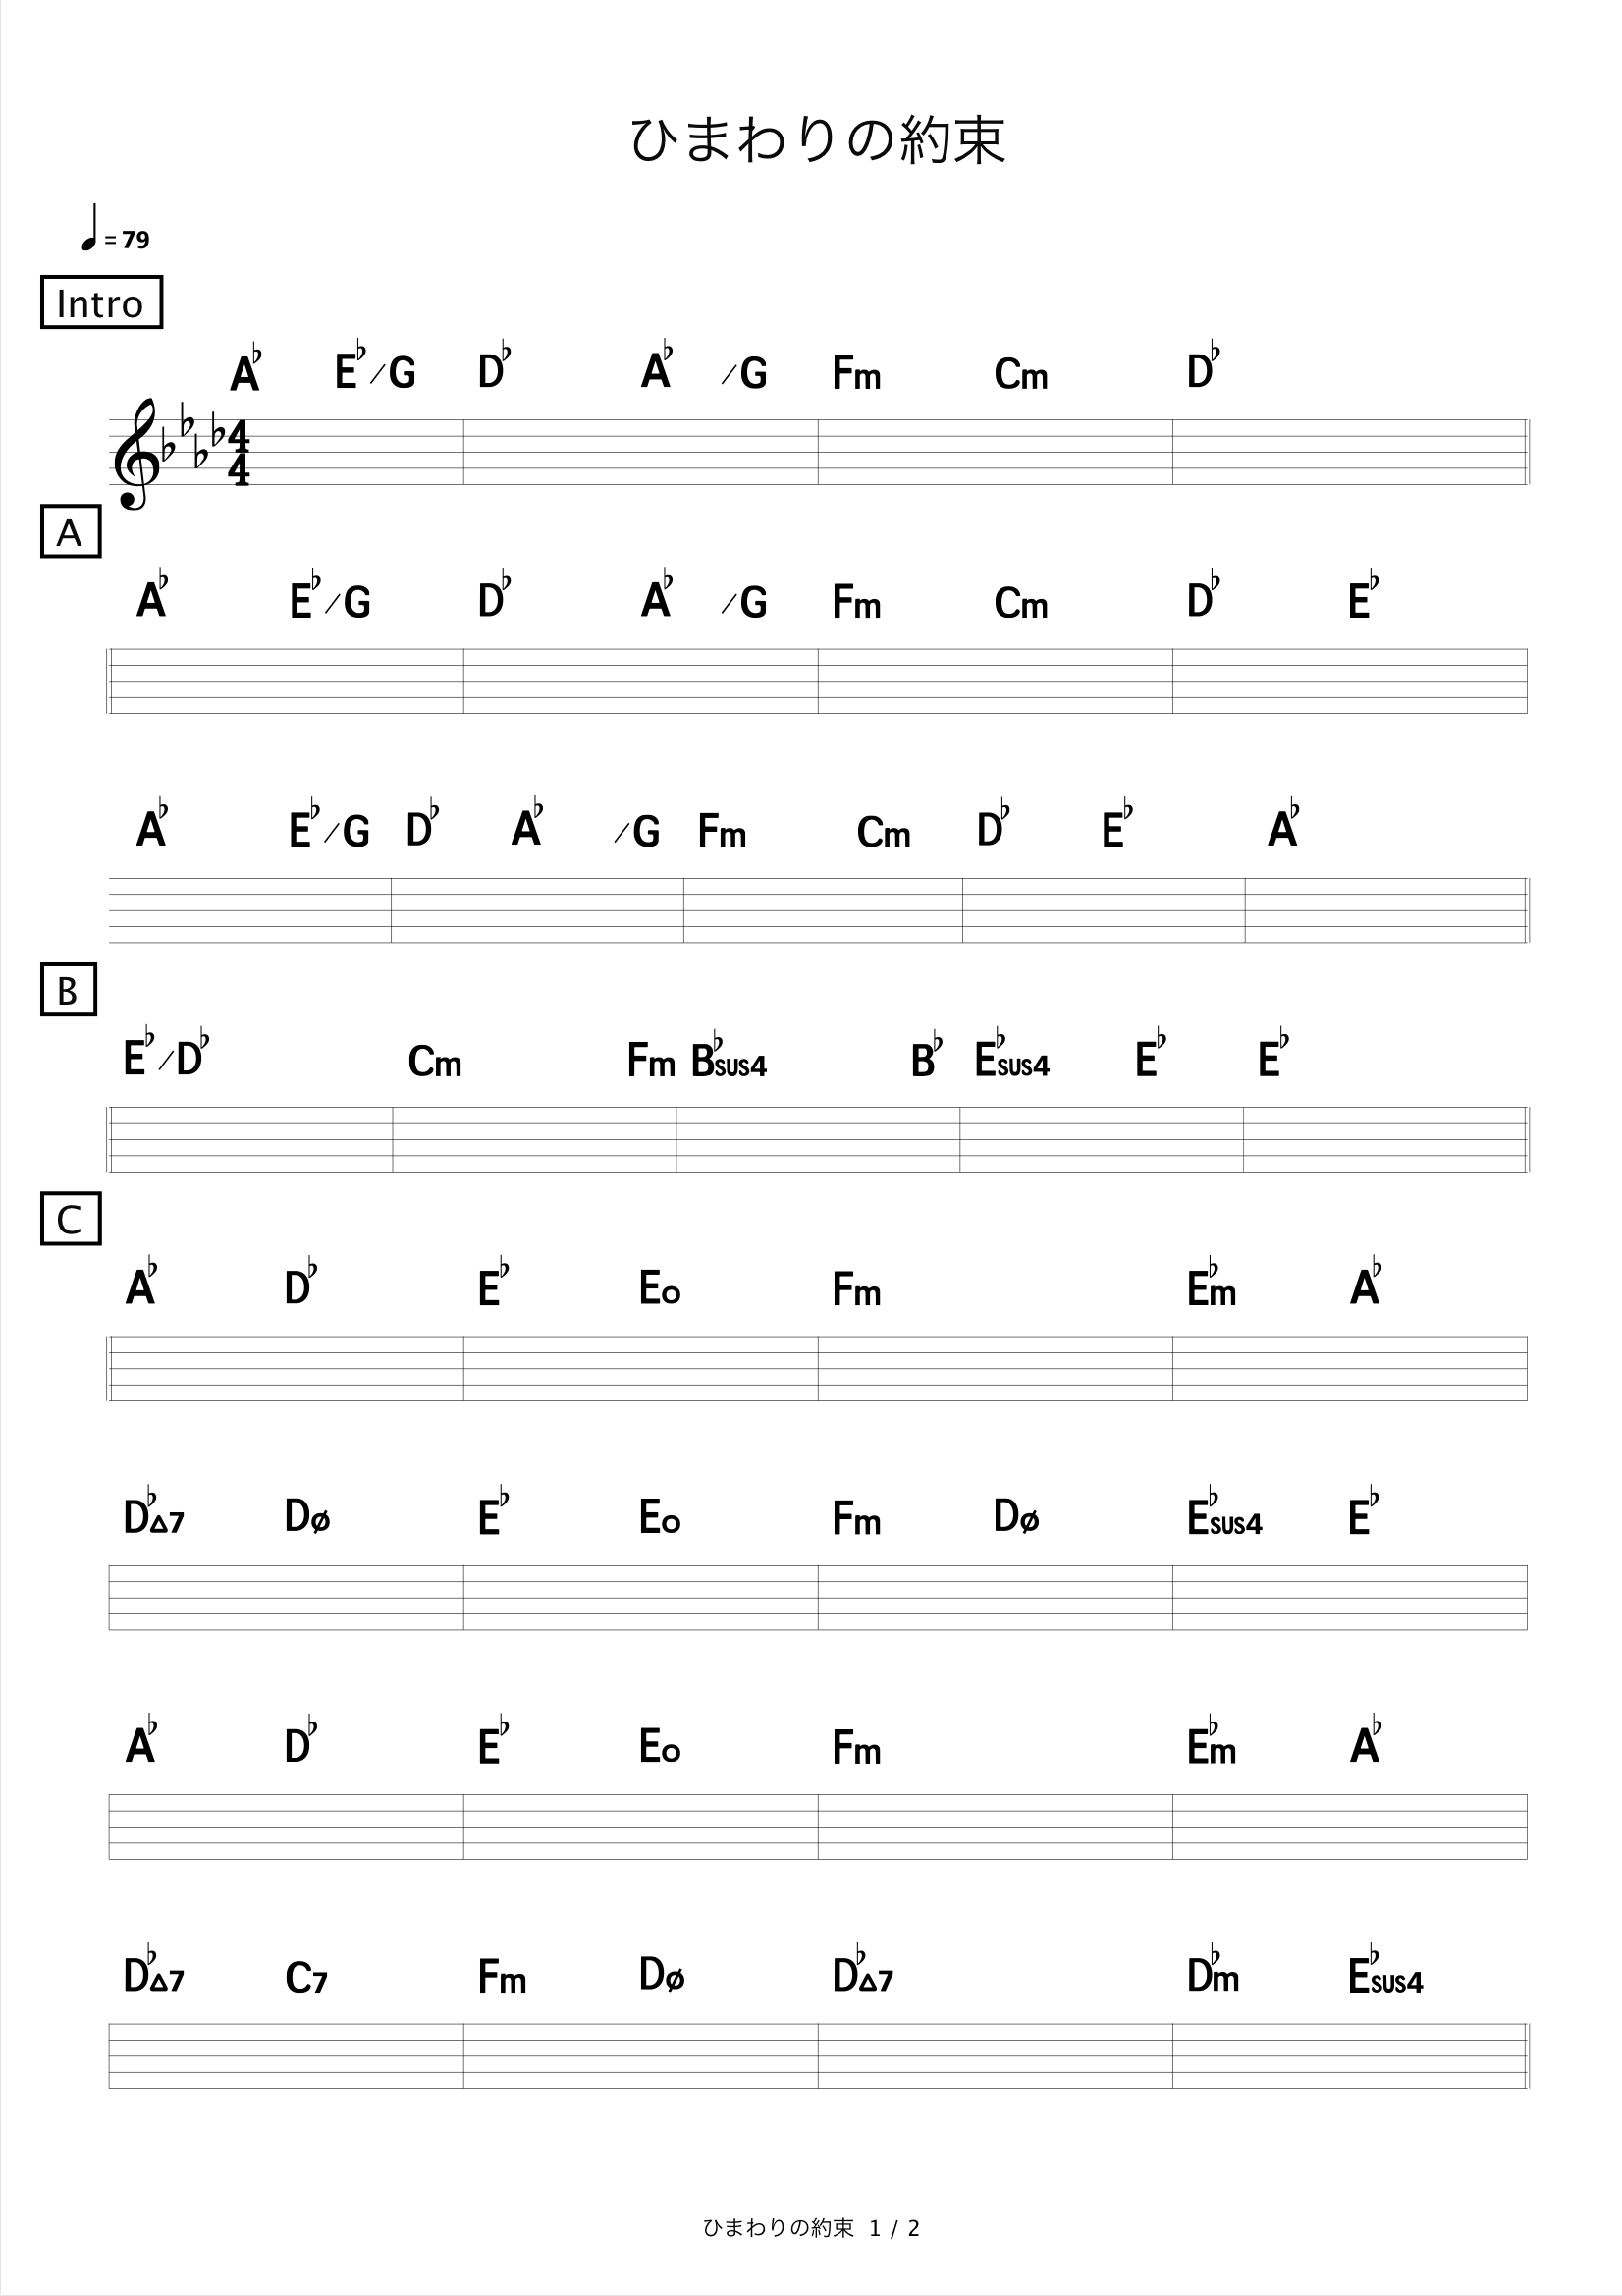 ひまわりの約束
♩= 79
Intro
A♭ E♭/G D♭ A♭ /G Fm Cm D♭
4/4
A
A♭ E♭/G D♭ A♭ /G Fm Cm D♭ E♭
A♭ E♭/G D♭ A♭ /G Fm Cm D♭ E♭ A♭
B
E♭/D♭ Cm Fm B♭sus4 B♭ E♭sus4 E♭ E♭
C
A♭ D♭ E♭ Eo Fm E♭m A♭
D♭△7 Dø E♭ Eo Fm Dø E♭sus4 E♭
A♭ D♭ E♭ Eo Fm E♭m A♭
D♭△7 C7 Fm Dø D♭△7 D♭m E♭sus4
ひまわりの約束 1 / 2